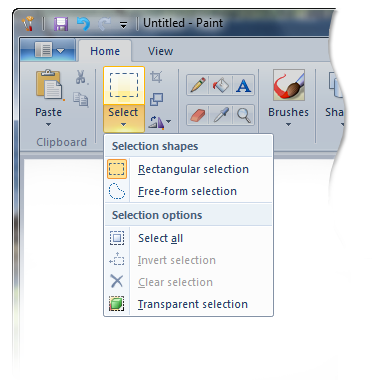 Untitled - Paint
Home View
Paste
Select
Brushes
Sha
Clipboard
Selection shapes
Rectangular selection
Free-form selection
Selection options
Select all
Invert selection
Clear selection
Transparent selection